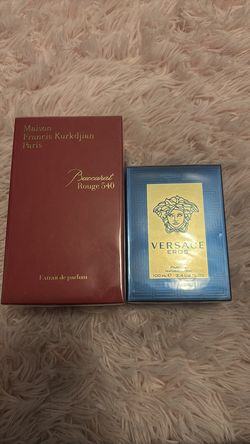 Maison
Francis Kurkdjian
Paris
Baccarat
Rouge 540
Extrait de parfum
VERSACE
EROS